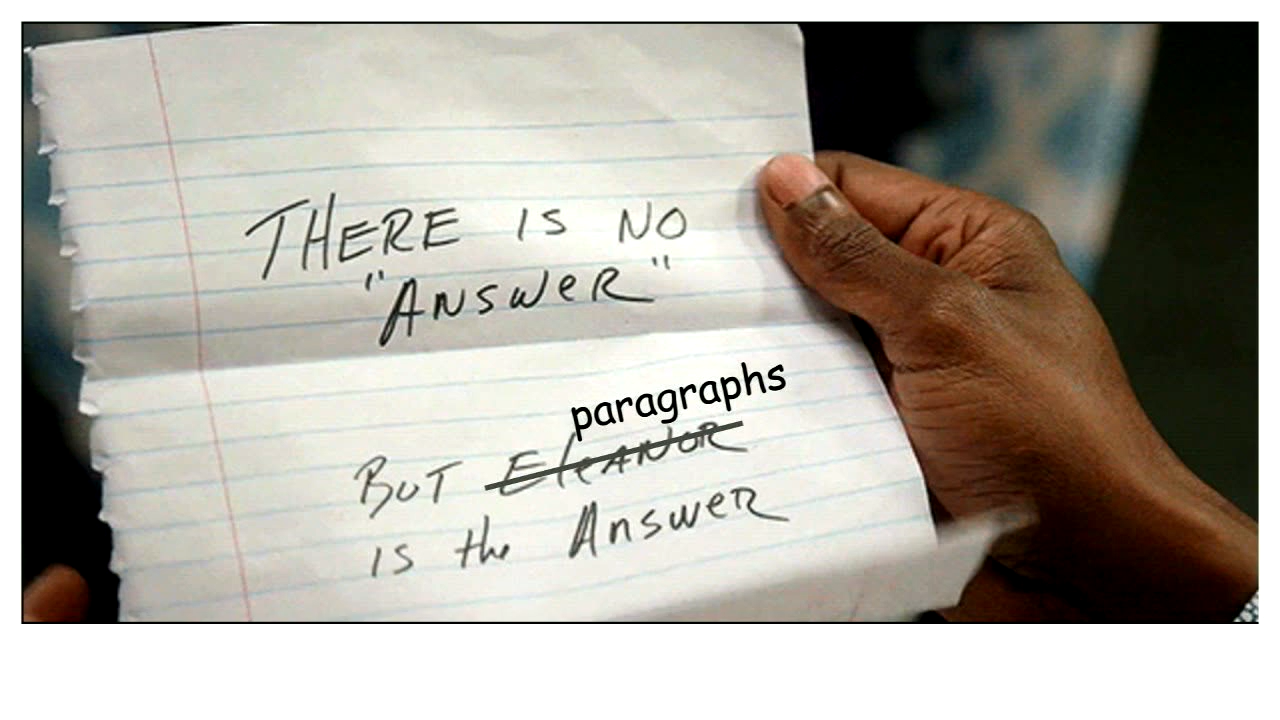 THERE IS NO
"ANSWER"
paragraphs
BUT EleANOR
is the Answer